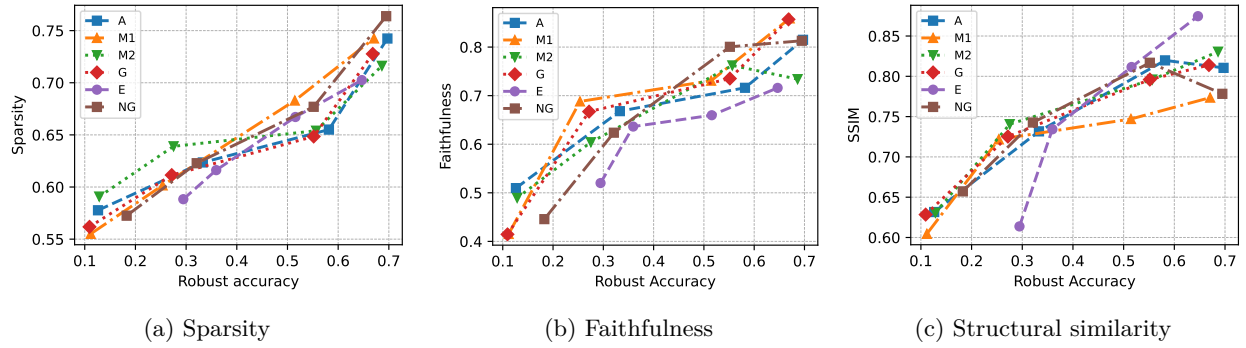 0.75
0.70
0.65
0.60
0.55
Sparsity
A
M1
M2
G
E
NG
0.1 0.2 0.3 0.4 0.5 0.6 0.7
Robust accuracy
(a) Sparsity
0.8
0.7
0.6
0.5
0.4
Faithfulness
A
M1
M2
G
E
NG
0.1 0.2 0.3 0.4 0.5 0.6 0.7
Robust Accuracy
(b) Faithfulness
0.85
0.80
0.75
0.70
0.65
0.60
SSIM
A
M1
M2
G
E
NG
0.1 0.2 0.3 0.4 0.5 0.6 0.7
Robust Accuracy
(c) Structural similarity